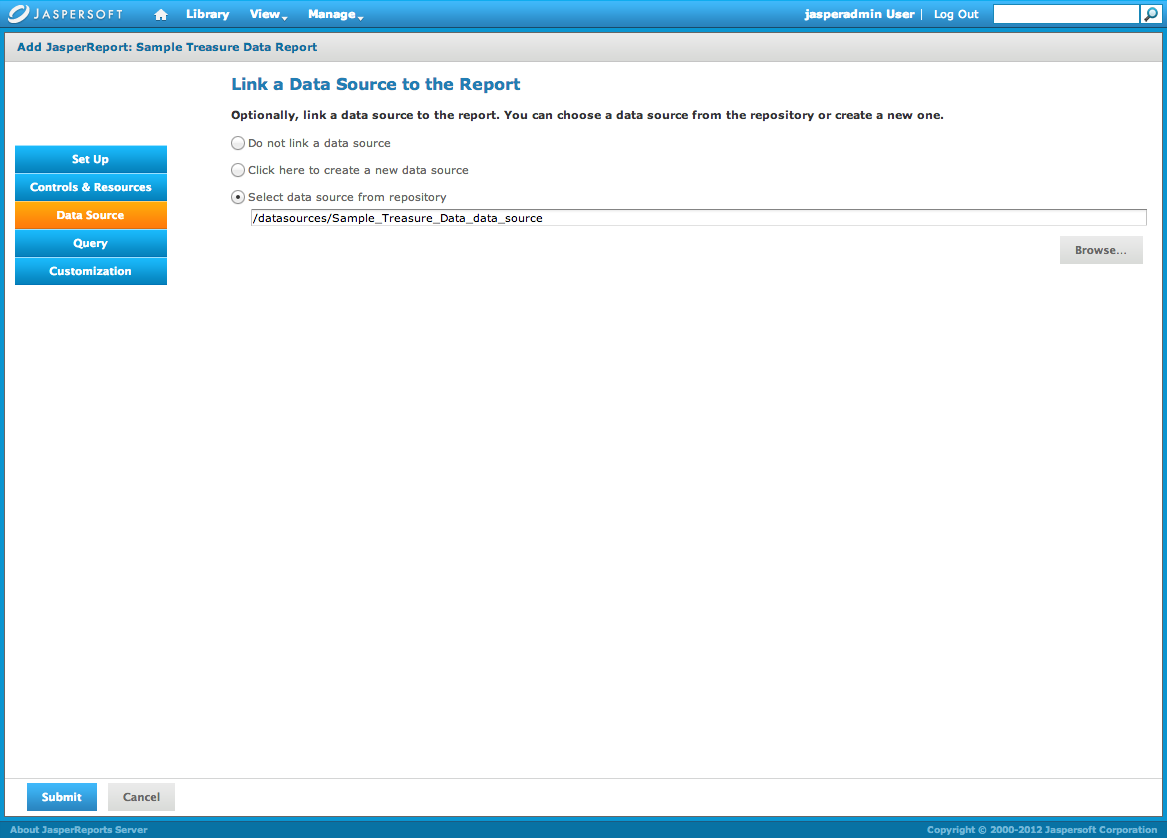 JASPERSOFT Library View Manage jasperadmin User | Log Out
Add JasperReport: Sample Treasure Data Report
Link a Data Source to the Report
Optionally, link a data source to the report. You can choose a data source from the repository or create a new one.
Do not link a data source
Click here to create a new data source
Select data source from repository
/datasources/Sample_Treasure_Data_data_source
Browse...
Set Up
Controls & Resources
Data Source
Query
Customization
Submit Cancel
About JasperReports Server Copyright © 2000-2012 Jaspersoft Corporation